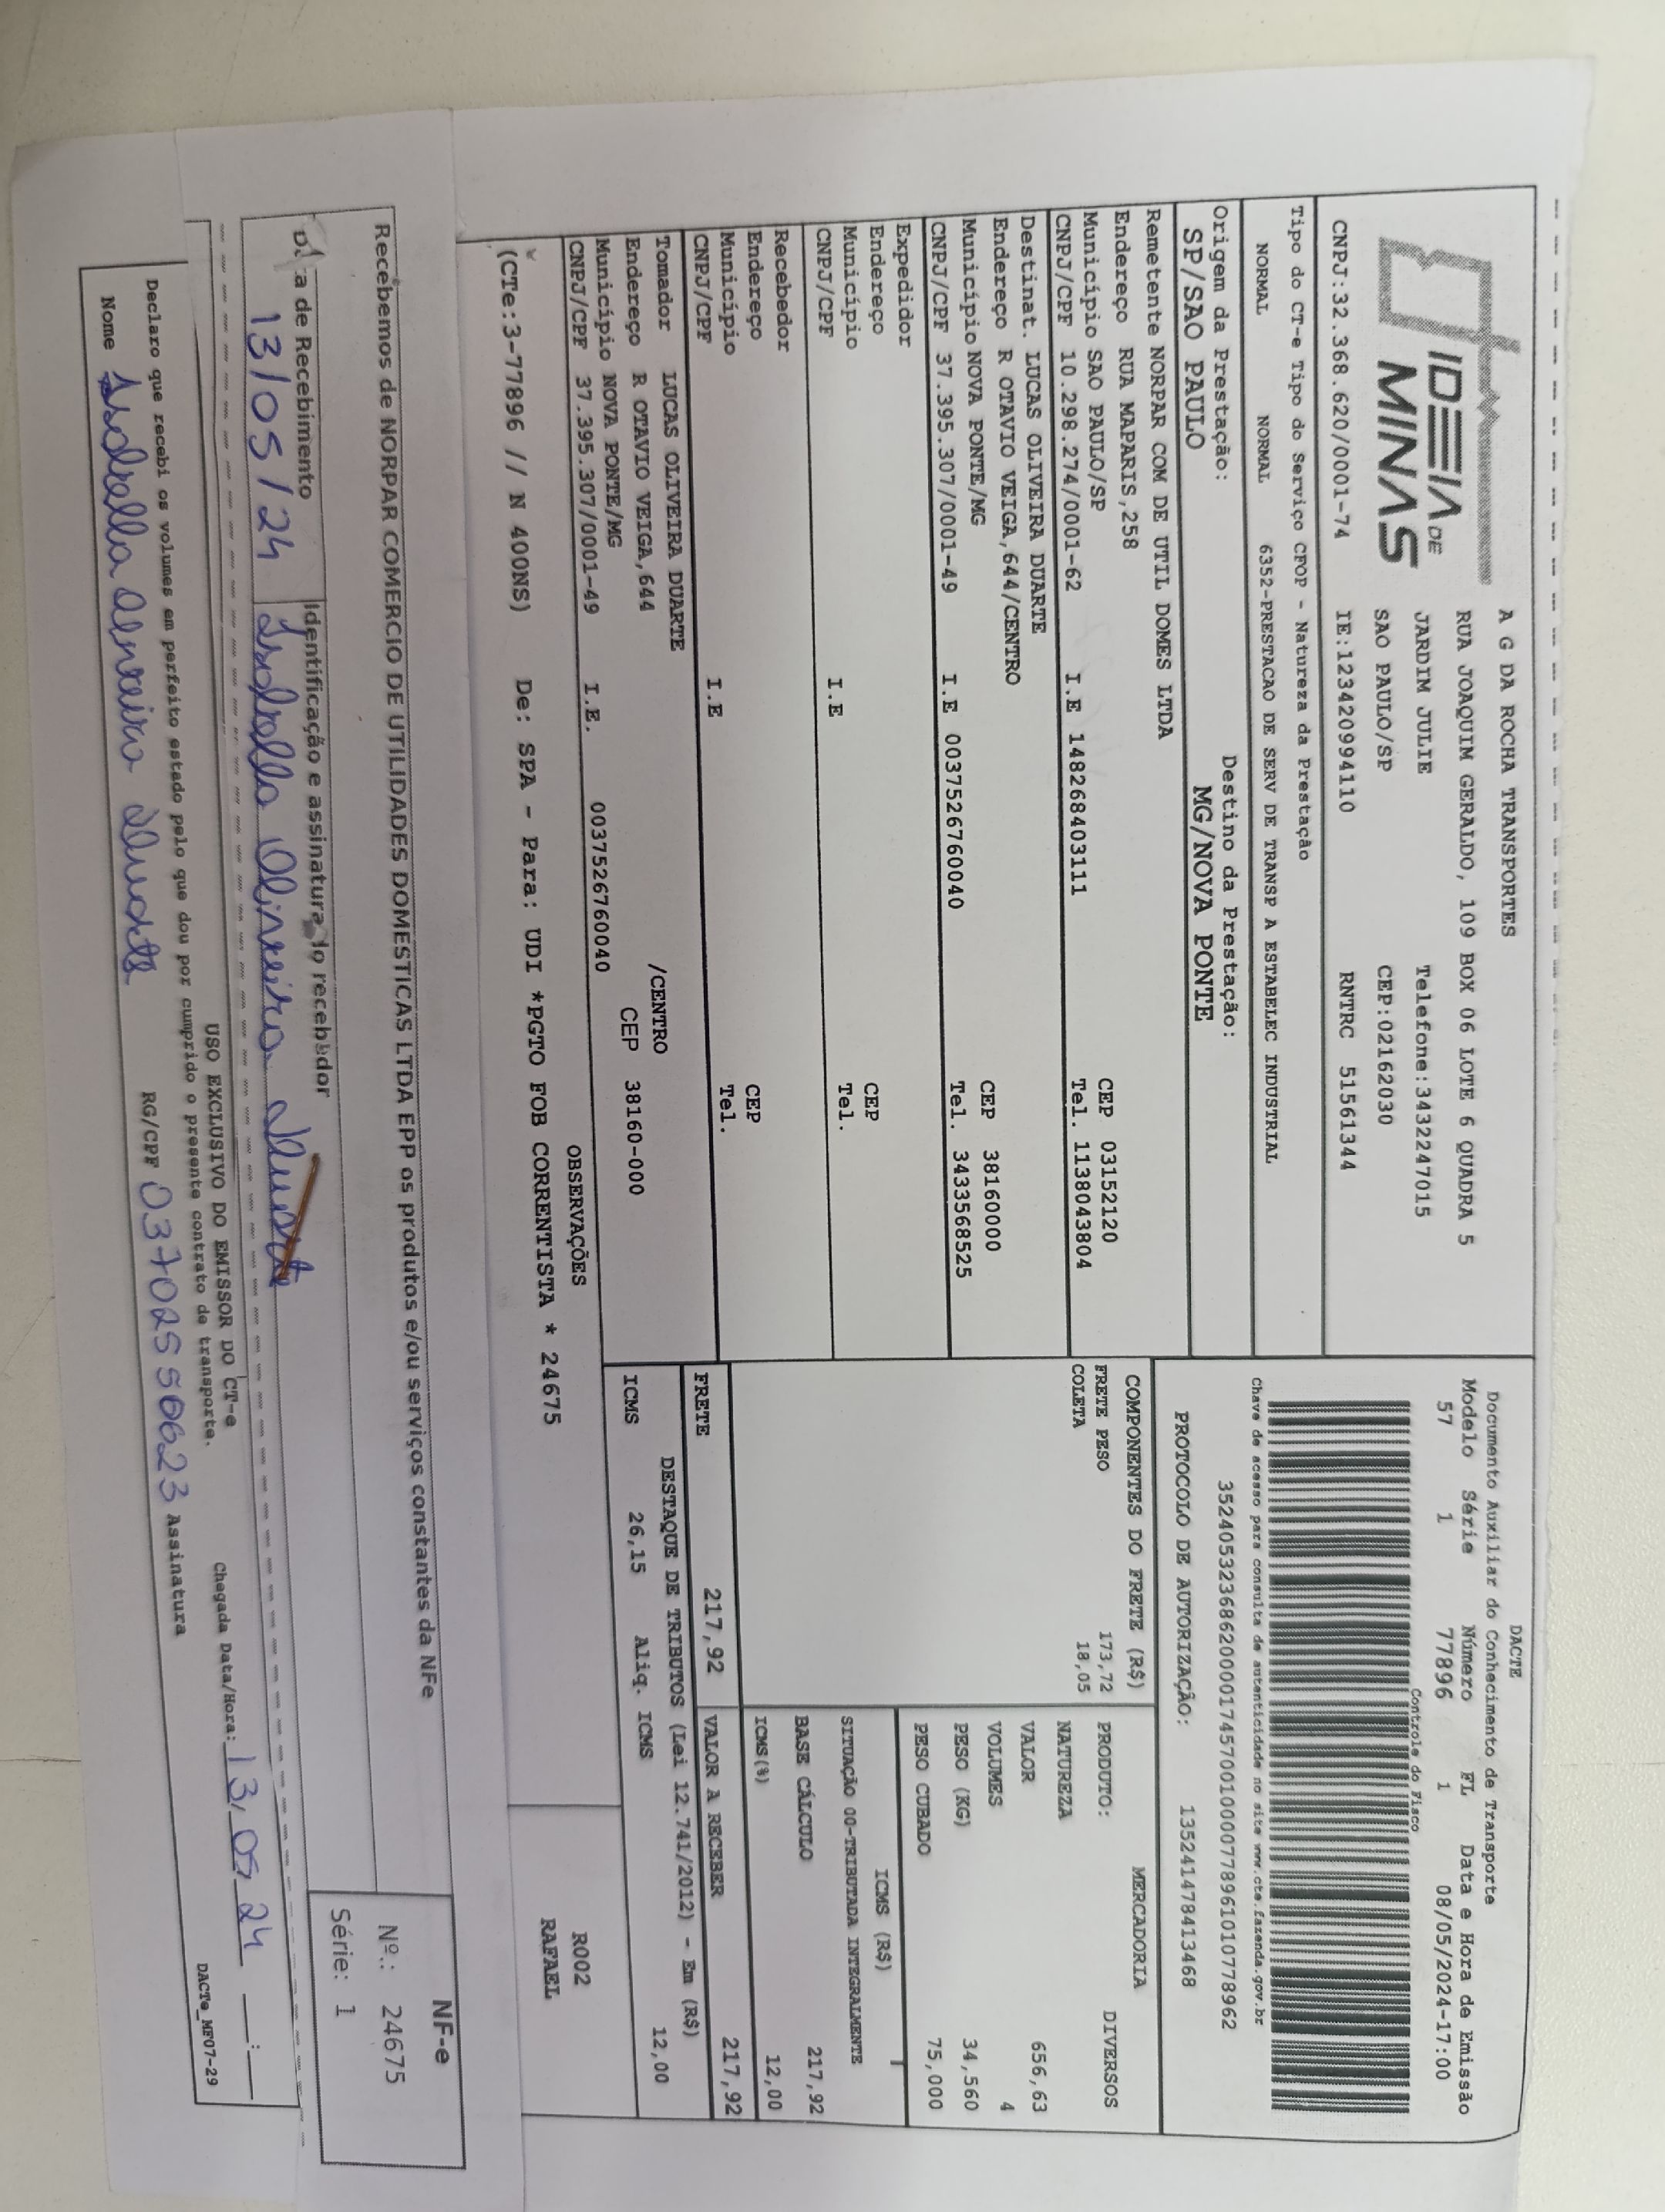 IDEIA DE
MINAS
A G DA ROCHA TRANSPORTES
RUA JOAQUIM GERALDO, 109 BOX 06 LOTE 6 QUADRA 5
JARDIM JULIE Telefone:3432247015
SAO PAULO/SP CEP:02162030
CNPJ:32.368.620/0001-74 IE:123420994110 RNTRC 51561344
DACTE
Documento Auxiliar do Conhecimento de Transporte
Modelo Série Número FL Data e Hora de Emissão
57 1 77896 1 08/05/2024-17:00
Controle do Fisco
Chave de acesso para consulta de autenticidade no site www.cte.fazenda.gov.br
35240532368620000174570010000778961010778962
PROTOCOLO DE AUTORIZAÇÃO: 135241478413468
Tipo do CT-e Tipo do Serviço CFOP - Natureza da Prestação
NORMAL NORMAL 6352-PRESTACAO DE SERV DE TRANSP A ESTABELEC INDUSTRIAL
Origem da Prestação: Destino da Prestação:
SP/SAO PAULO MG/NOVA PONTE
Remetente NORPAR COM DE UTIL DOMES LTDA
Endereço RUA MAPARIS,258
Município SAO PAULO/SP CEP 03152120
CNPJ/CPF 10.298.274/0001-62 I.E 148268403111 Tel. 1138043804
Destinat. LUCAS OLIVEIRA DUARTE
Endereço R OTAVIO VEIGA,644/CENTRO
Município NOVA PONTE/MG CEP 38160000
CNPJ/CPF 37.395.307/0001-49 I.E 0037526760040 Tel. 3433568525
Expedidor
Endereço
Município CEP
CNPJ/CPF I.E Tel.
Recebedor
Endereço
Município CEP
CNPJ/CPF I.E Tel.
Tomador LUCAS OLIVEIRA DUARTE
Endereço R OTAVIO VEIGA,644 /CENTRO
Município NOVA PONTE/MG CEP 38160-000
CNPJ/CPF 37.395.307/0001-49 I.E. 0037526760040
COMPONENTES DO FRETE (R$)
FRETE PESO 173,72
COLETA 18,05
MERCADORIA
PRODUTO: DIVERSOS
NATUREZA
VALOR 656,63
VOLUMES 4
PESO (KG) 34,560
PESO CUBADO 75,000
ICMS (R$)
SITUAÇÃO 00-TRIBUTADA INTEGRALMENTE
BASE CÁLCULO 217,92
ICMS(%) 12,00
FRETE 217,92 VALOR A RECEBER 217,92
DESTAQUE DE TRIBUTOS (Lei 12.741/2012) - Em (R$)
ICMS 26,15 Aliq. ICMS 12,00
OBSERVAÇÕES
(CTe:3-77896 // N 400NS) De: SPA - Para: UDI *PGTO FOB CORRENTISTA * 24675
R002
RAFAEL
Recebemos de NORPAR COMERCIO DE UTILIDADES DOMESTICAS LTDA EPP os produtos e/ou serviços constantes da NFe
NF-e
Nº.: 24675
Série: 1
a de Recebimento Identificação e assinatura do recebedor
13/05/24 Isabella Oliveira Duarte
USO EXCLUSIVO DO EMISSOR DO CT-e
Declaro que recebi os volumes em perfeito estado pelo que dou por cumprido o presente contrato de transporte.
Chegada Data/Hora: 13/05/24 __:__
Nome Isabella Oliveira Duarte RG/CPF 03702550623 Assinatura
DACTe_MF07-29